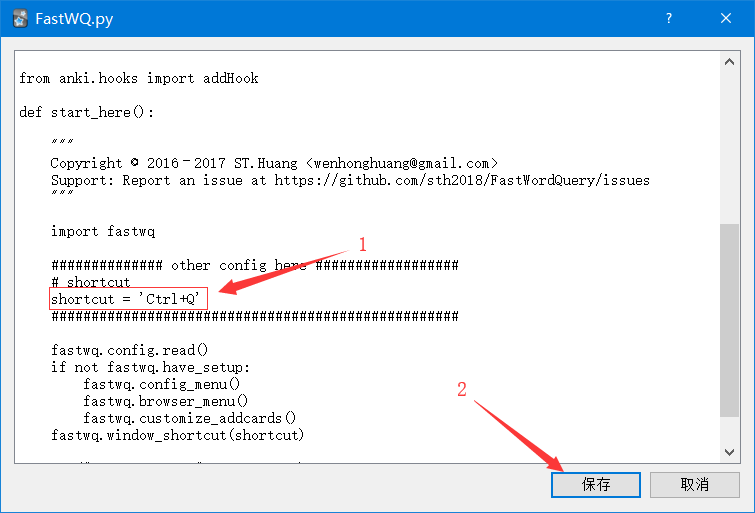 FastWQ.py
from anki.hooks import addHook
def start_here():
"""
Copyright © 2016-2017 ST.Huang <wenhonghuang@gmail.com>
Support: Report an issue at https://github.com/sth2018/FastWordQuery/issues
"""
import fastwq
1
############## other config here ##################
# shortcut
shortcut = 'Ctrl+Q'
###################################################
fastwq.config.read()
if not fastwq.have_setup:
fastwq.config_menu()
2
fastwq.browser_menu()
fastwq.customize_addcards()
fastwq.window_shortcut(shortcut)
保存
取消